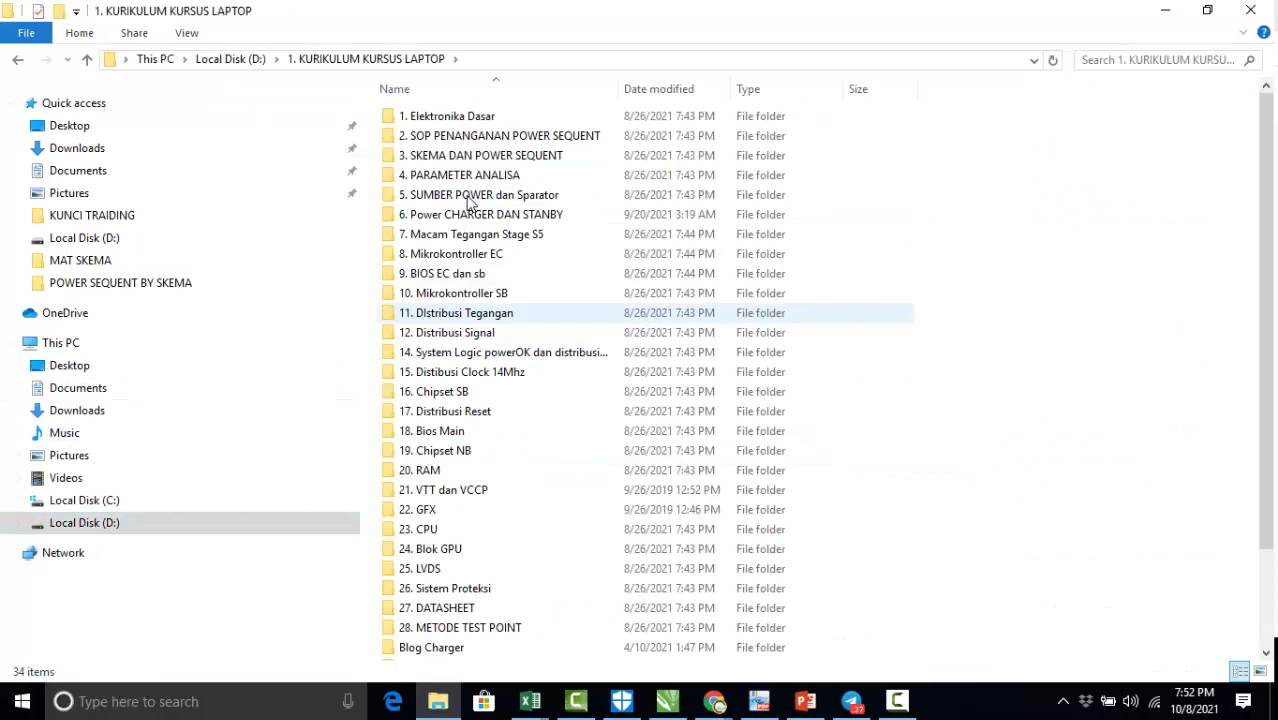 1. KURIKULUM KURSUS LAPTOP
File Home Share View
This PC Local Disk (D:) 1. KURIKULUM KURSUS LAPTOP
Search 1. KURIKULUM KURSU...
Name Date modified Type Size
Quick access
Desktop
Downloads
Documents
Pictures
KUNCI TRAIDING
Local Disk (D:)
MAT SKEMA
POWER SEQUENT BY SKEMA
OneDrive
This PC
Desktop
Documents
Downloads
Music
Pictures
Videos
Local Disk (C:)
Local Disk (D:)
Network
1. Elektronika Dasar 8/26/2021 7:43 PM File folder
2. SOP PENANGANAN POWER SEQUENT 8/26/2021 7:43 PM File folder
3. SKEMA DAN POWER SEQUENT 8/26/2021 7:43 PM File folder
4. PARAMETER ANALISA 8/26/2021 7:43 PM File folder
5. SUMBER POWER dan Sparator 8/26/2021 7:43 PM File folder
6. Power CHARGER DAN STANBY 9/20/2021 3:19 AM File folder
7. Macam Tegangan Stage S5 8/26/2021 7:44 PM File folder
8. Mikrokontroller EC 8/26/2021 7:44 PM File folder
9. BIOS EC dan sb 8/26/2021 7:44 PM File folder
10. Mikrokontroller SB 8/26/2021 7:43 PM File folder
11. DIstribusi Tegangan 8/26/2021 7:43 PM File folder
12. Distribusi Signal 8/26/2021 7:43 PM File folder
14. System Logic powerOK dan distribusi... 8/26/2021 7:43 PM File folder
15. Distibusi Clock 14Mhz 8/26/2021 7:43 PM File folder
16. Chipset SB 8/26/2021 7:43 PM File folder
17. Distribusi Reset 8/26/2021 7:43 PM File folder
18. Bios Main 8/26/2021 7:43 PM File folder
19. Chipset NB 8/26/2021 7:43 PM File folder
20. RAM 8/26/2021 7:43 PM File folder
21. VTT dan VCCP 9/26/2019 12:52 PM File folder
22. GFX 9/26/2019 12:46 PM File folder
23. CPU 8/26/2021 7:43 PM File folder
24. Blok GPU 8/26/2021 7:43 PM File folder
25. LVDS 8/26/2021 7:43 PM File folder
26. Sistem Proteksi 8/26/2021 7:43 PM File folder
27. DATASHEET 8/26/2021 7:43 PM File folder
28. METODE TEST POINT 8/26/2021 7:43 PM File folder
Blog Charger 4/10/2021 1:47 PM File folder
34 items
Type here to search
27
7:52 PM
10/8/2021